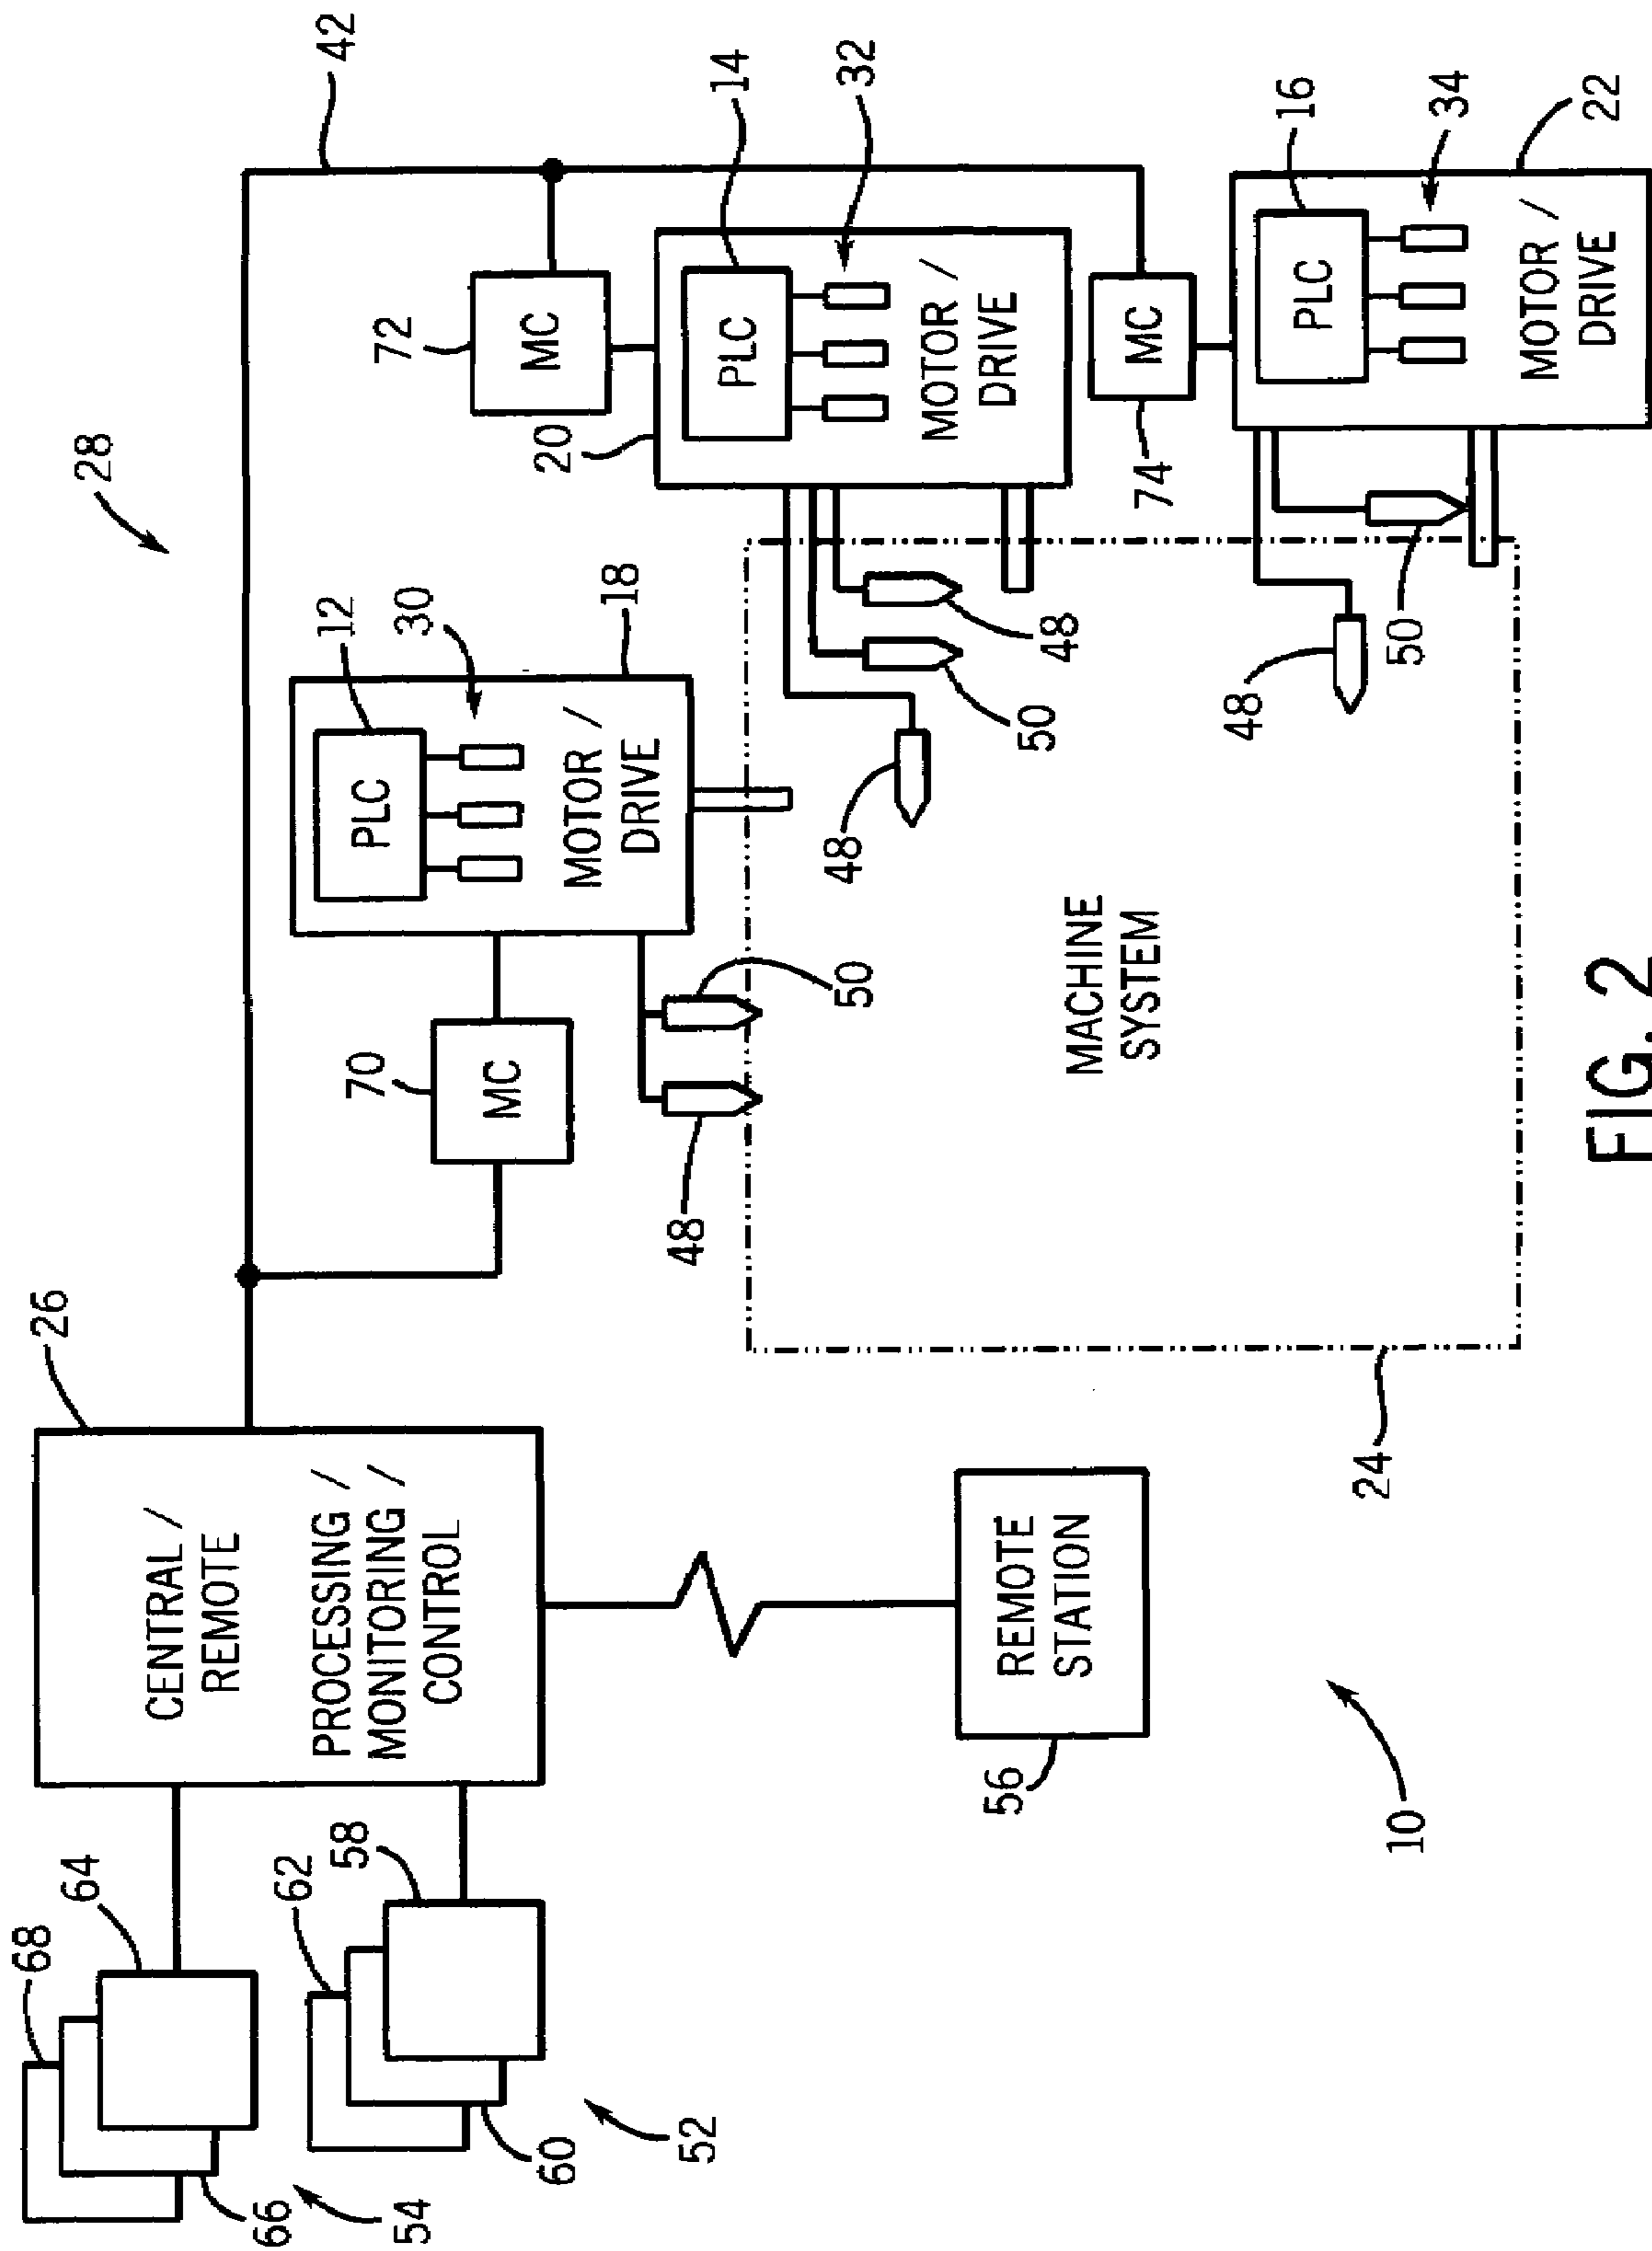 68
64
66
54
62
58
60
52
26
CENTRAL /
REMOTE
PROCESSING /
MONITORING /
CONTROL
REMOTE
STATION
56
10
28
42
70
MC
12
PLC
30
MOTOR /
DRIVE
18
48
50
72
MC
20
14
PLC
32
MOTOR /
DRIVE
48
50
48
74
MC
16
PLC
34
MOTOR /
DRIVE
22
48
50
MACHINE
SYSTEM
24
FIG. 2